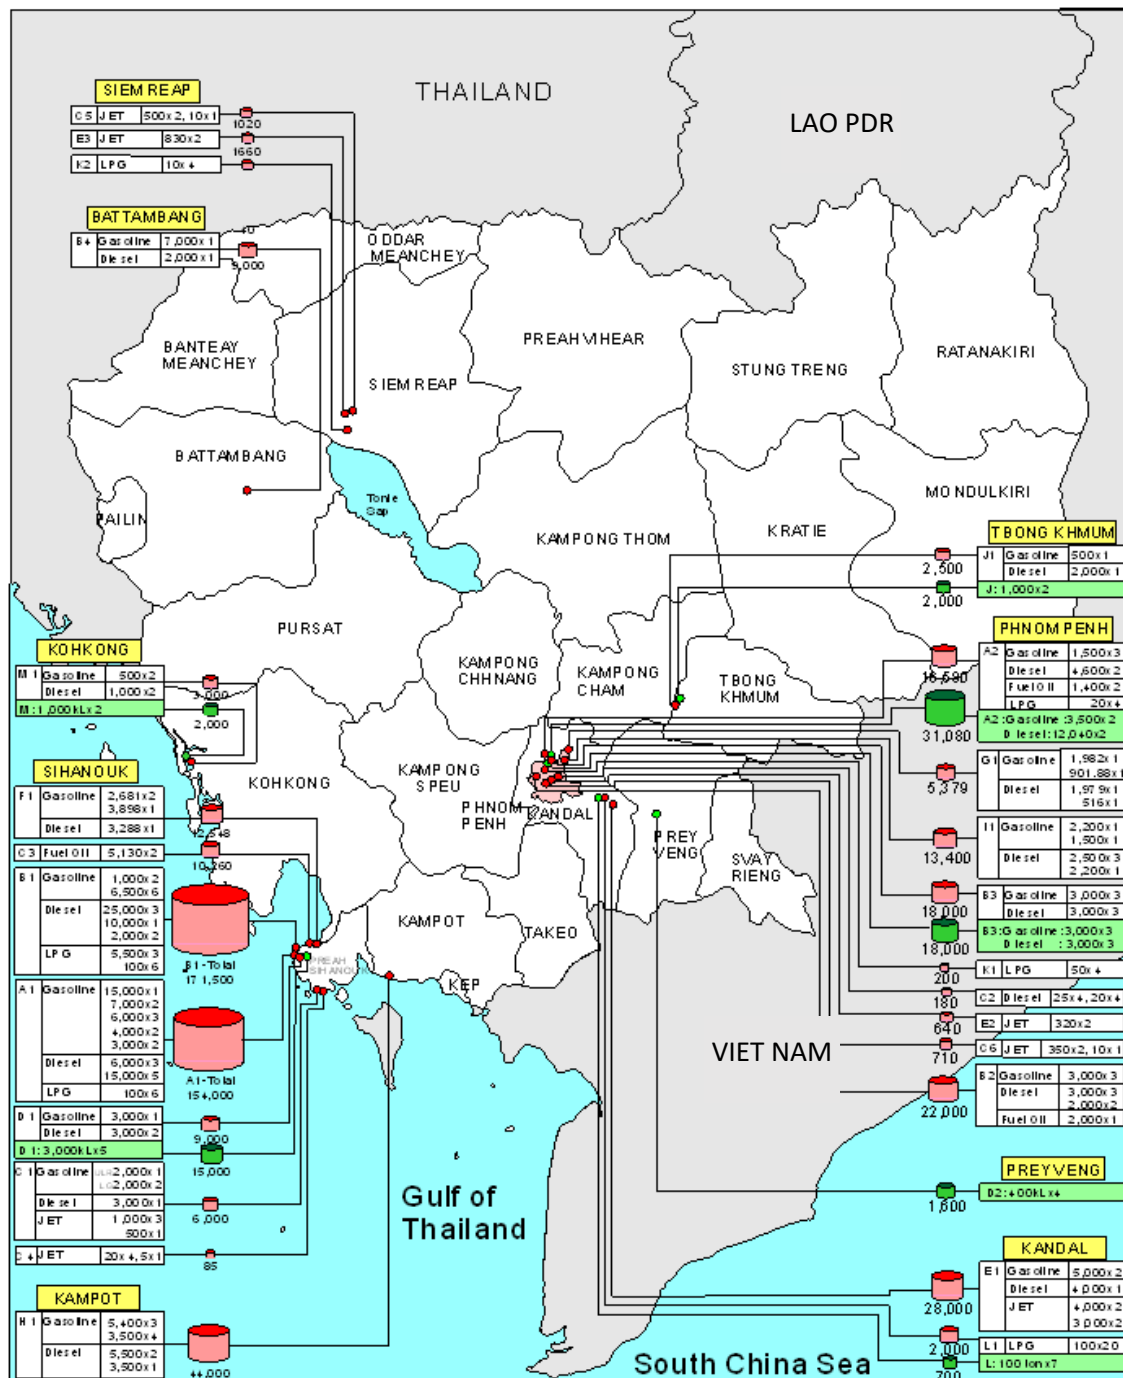 THAILAND
LAO PDR
SIEM REAP
C5 JET 500x2, 10x1
1020
E3 JET 830x2
1660
K2 LPG 10x4
40
BATTAMBANG
B4 Gasoline 7,000x1
Diesel 2,000x1
9,000
ODDAR
MEANCHEY
BANTEAY
MEANCHEY
PREAH VIHEAR
STUNG TRENG
RATANAKIRI
SIEM REAP
BATTAMBANG
PAILIN
Tonle
Sap
KAMPONG THOM
KRATIE
MONDULKIRI
PURSAT
KAMPONG
CHHNANG
KAMPONG
CHAM
TBONG
KHMUM
KOHKONG
KAMPONG
SPEU
PHNOM
PENH
KANDAL
PREY
VENG
SVAY
RIENG
KAMPOT
TAKEO
KEP
PREAH
SIHANOUK
VIET NAM
Gulf of
Thailand
South China Sea
KOHKONG
M1 Gasoline 500x2
Diesel 1,000x2
3,000
M:1,000kLx2
2,000
SIHANOUK
F1 Gasoline 2,681x2
3,898x1
Diesel 3,288x1
12,548
C3 Fuel Oil 5,130x2
10,260
B1 Gasoline 1,000x2
6,500x6
Diesel 25,000x3
10,000x1
2,000x2
LPG 5,500x3
100x6
B1-Total
171,500
A1 Gasoline 15,000x1
7,000x2
6,000x3
4,000x2
3,000x2
Diesel 6,000x3
15,000x5
LPG 100x6
A1-Total
154,000
D1 Gasoline 3,000x1
Diesel 3,000x2
9,000
D1:3,000kLx5
15,000
C1 Gasoline 2,000x1
2,000x2
Diesel 3,000x1
JET 1,000x3
500x1
6,000
C4 JET 20x4, 5x1
85
KAMPOT
H1 Gasoline 5,400x3
3,500x4
Diesel 5,500x2
3,500x1
44,000
TBONG KHMUM
J1 Gasoline 500x1
Diesel 2,000x1
2,500
J:1,000x2
2,000
PHNOM PENH
A2 Gasoline 1,500x3
Diesel 4,600x2
Fuel Oil 1,400x2
LPG 20x4
A2:Gasoline:3,500x2
Diesel:12,040x2
31,080
G1 Gasoline 1,982x1
901.88x1
Diesel 1,979x1
516x1
5,379
I1 Gasoline 2,200x1
1,500x1
Diesel 2,500x3
2,200x1
13,400
B3 Gasoline 3,000x3
Diesel 3,000x3
18,000
B3:Gasoline:3,000x3
Diesel :3,000x3
18,000
K1 LPG 50x4
200
C2 Diesel 25x4, 20x4
180
E2 JET 320x2
640
C6 JET 350x2, 10x1
710
B2 Gasoline 3,000x3
Diesel 3,000x3
2,000x2
Fuel Oil 2,000x1
22,000
PREYVENG
D2:400kLx4
1,600
KANDAL
E1 Gasoline 5,000x2
Diesel 4,000x1
JET 4,000x2
3,000x2
28,000
L1 LPG 100x20
2,000
L:100 ton x7
700